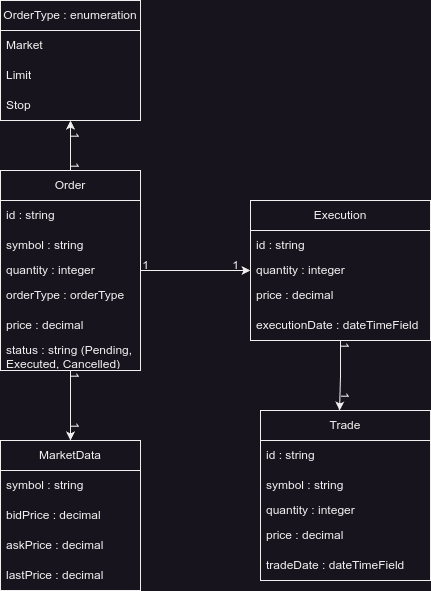 OrderType : enumeration
Market
Limit
Stop
1
1
Order
id : string
symbol : string
quantity : integer
orderType : orderType
price : decimal
status : string (Pending,
Executed, Cancelled)
1
1
Execution
id : string
quantity : integer
price : decimal
executionDate : dateTimeField
1
1
MarketData
symbol : string
bidPrice : decimal
askPrice : decimal
lastPrice : decimal
1
1
Trade
id : string
symbol : string
quantity : integer
price : decimal
tradeDate : dateTimeField